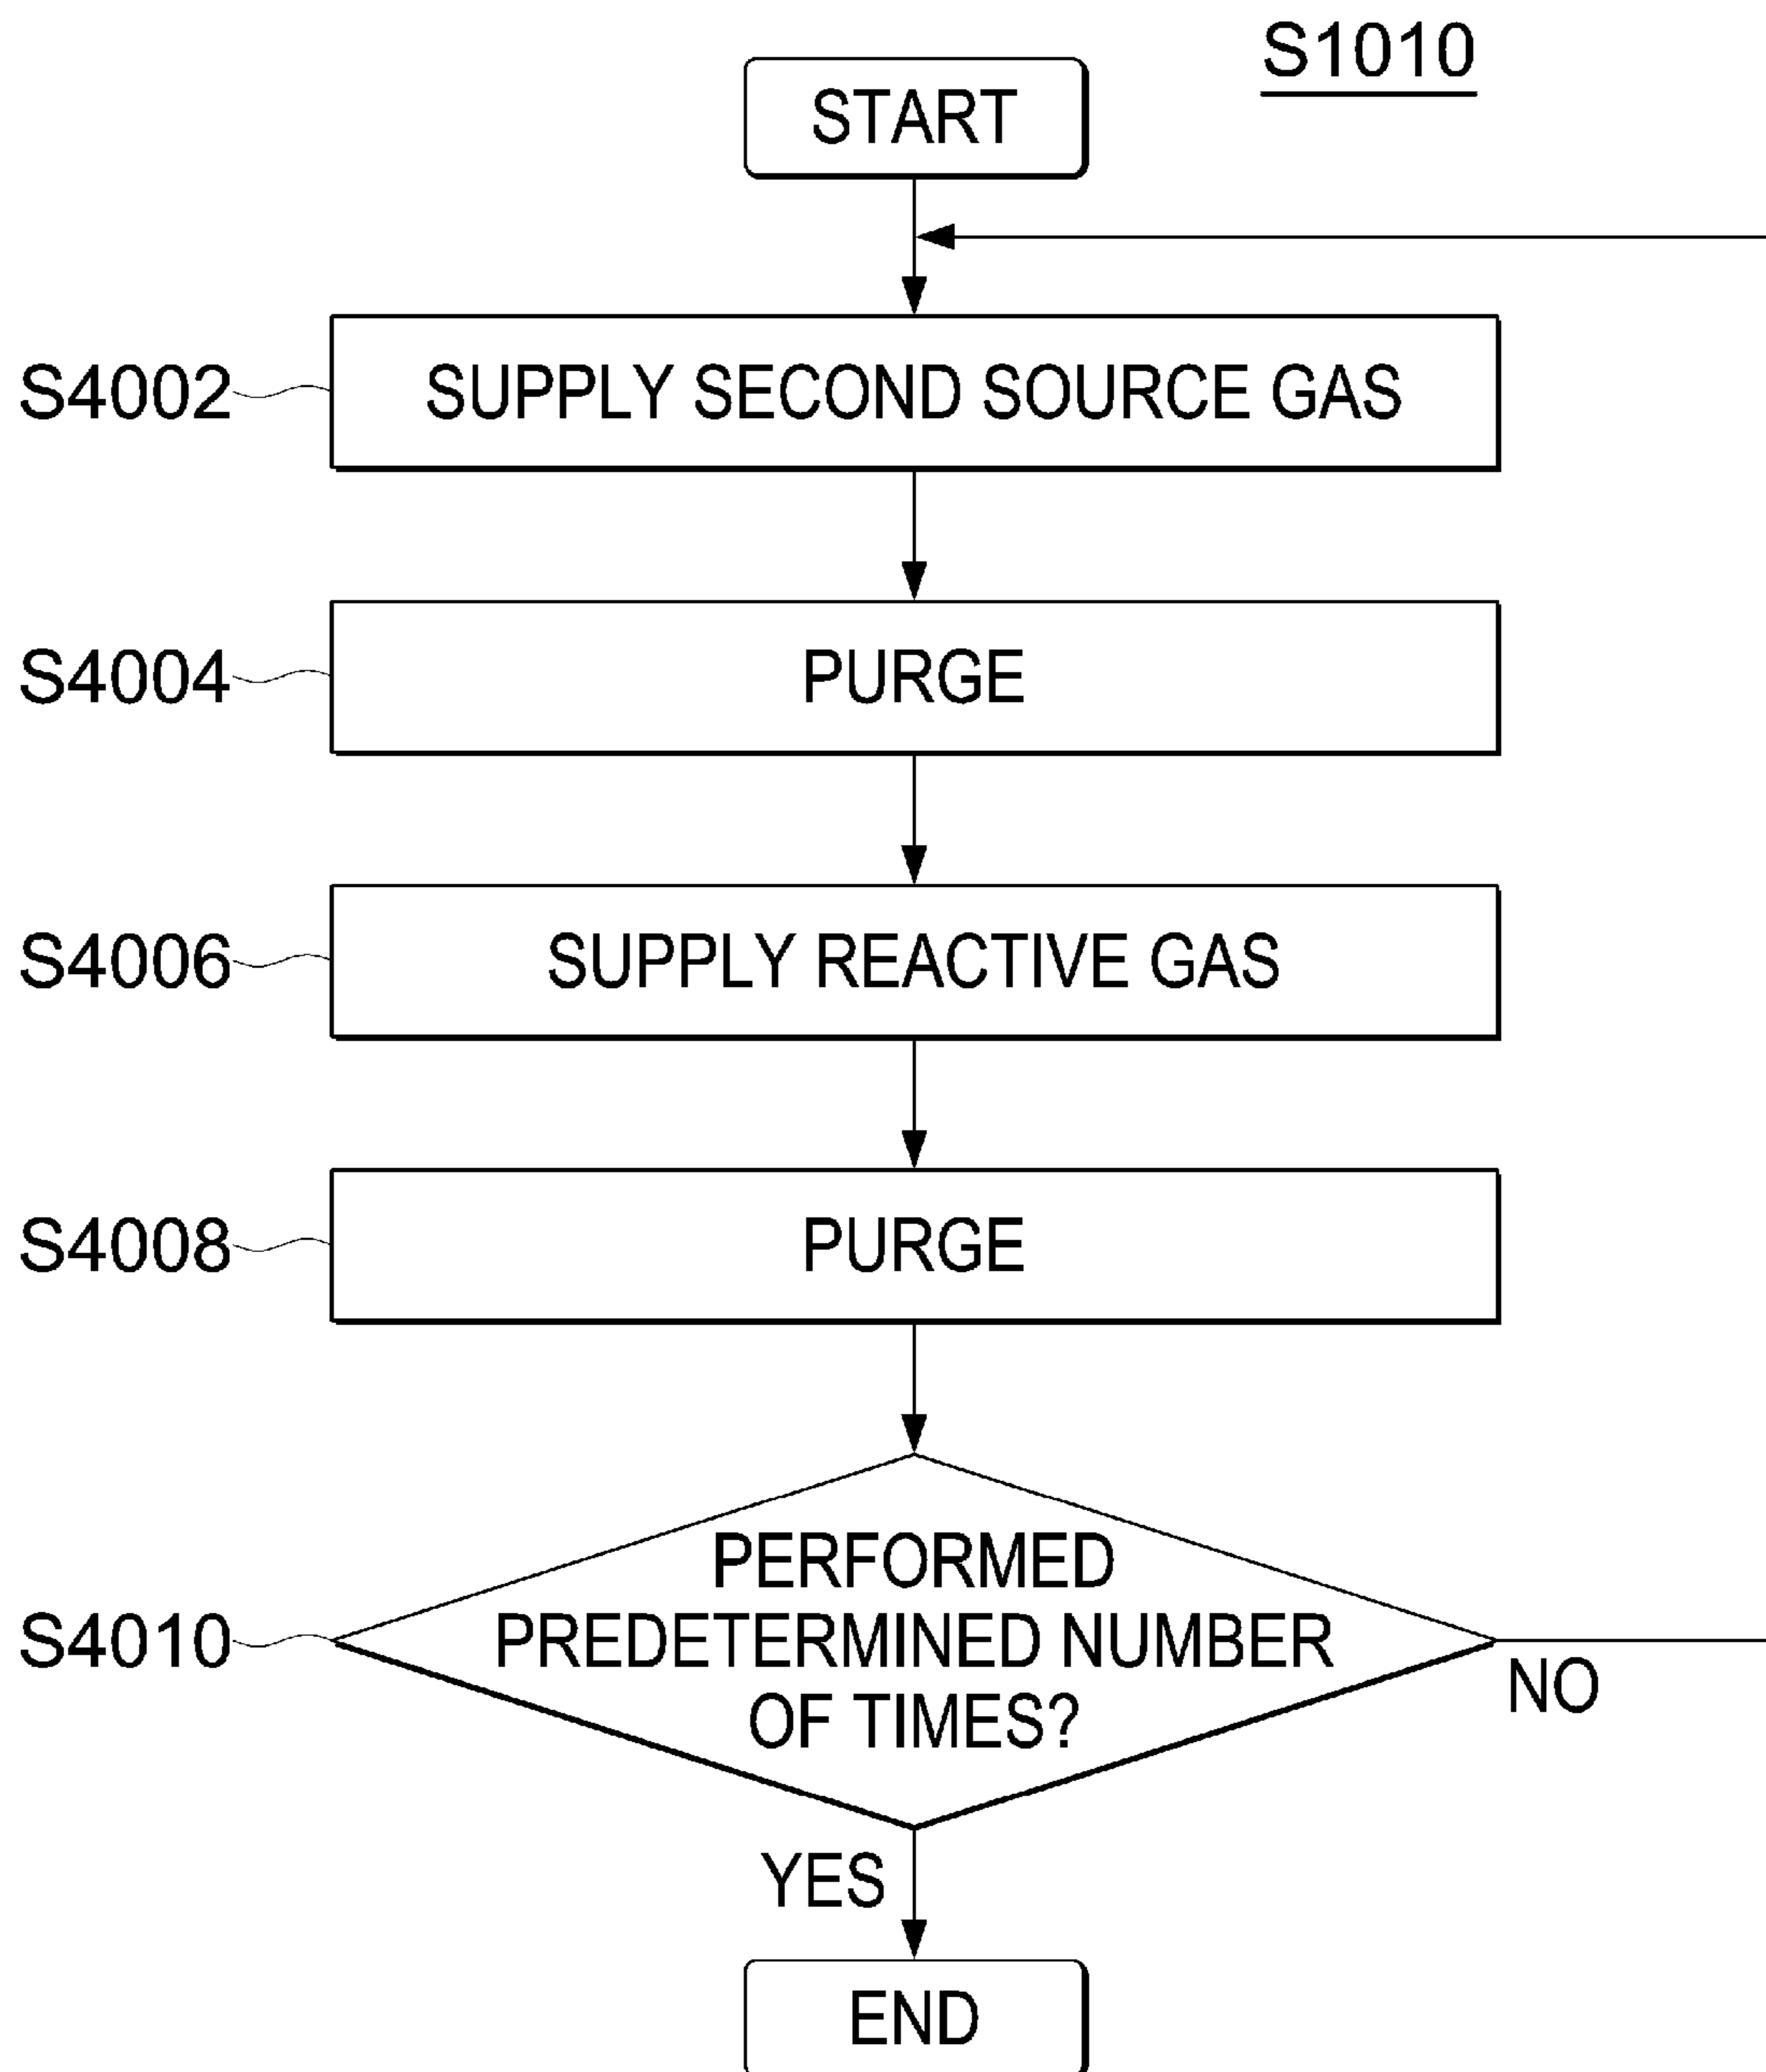 S1010
START
S4002
SUPPLY SECOND SOURCE GAS
S4004
PURGE
S4006
SUPPLY REACTIVE GAS
S4008
PURGE
S4010
PERFORMED
PREDETERMINED NUMBER
OF TIMES?
NO
YES
END